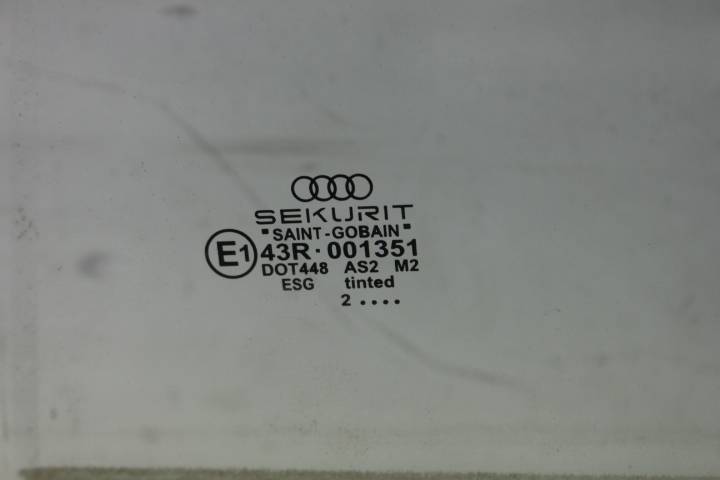 SEKURIT
"SAINT-GOBAIN"
E1 43R·001351
DOT448 AS2 M2
ESG tinted
2 ....